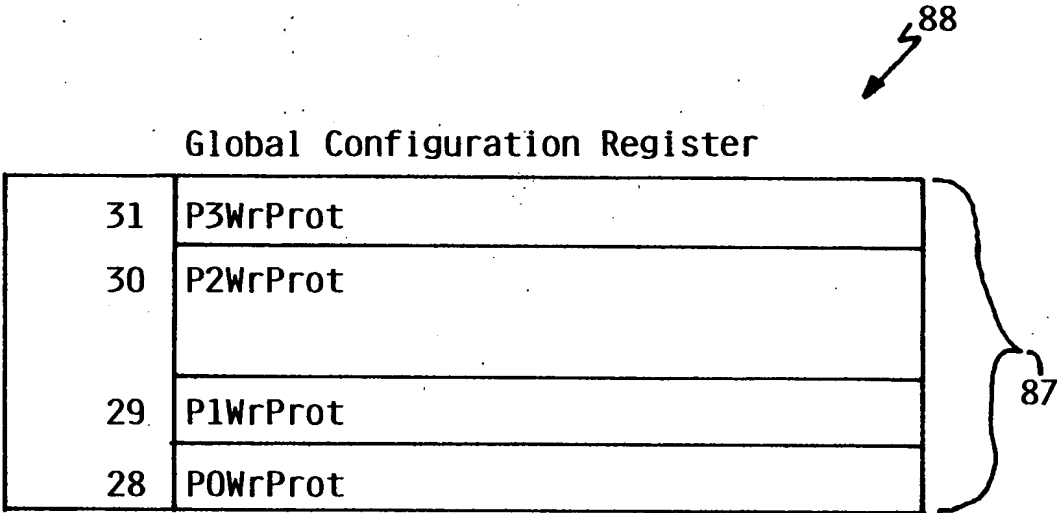 88
Global Configuration Register
31 P3WrProt
30 P2WrProt
29 P1WrProt
28 P0WrProt
87